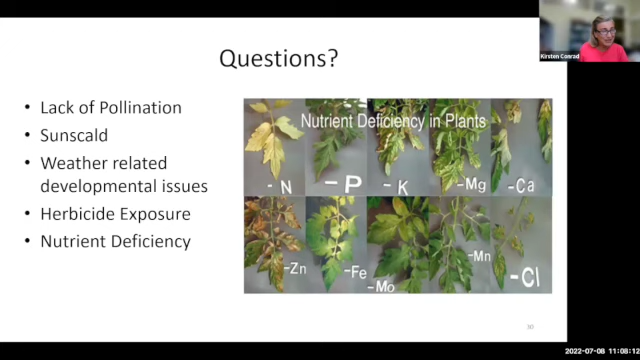 Kirsten Conrad
Questions?
• Lack of Pollination
• Sunscald
• Weather related
developmental issues
• Herbicide Exposure
• Nutrient Deficiency
Nutrient Deficiency in Plants
- N
- P
- K
-Mg
-Ca
-Zn
-Fe
-Mo
-Mn
-Cl
2022-07-08 11:08:12